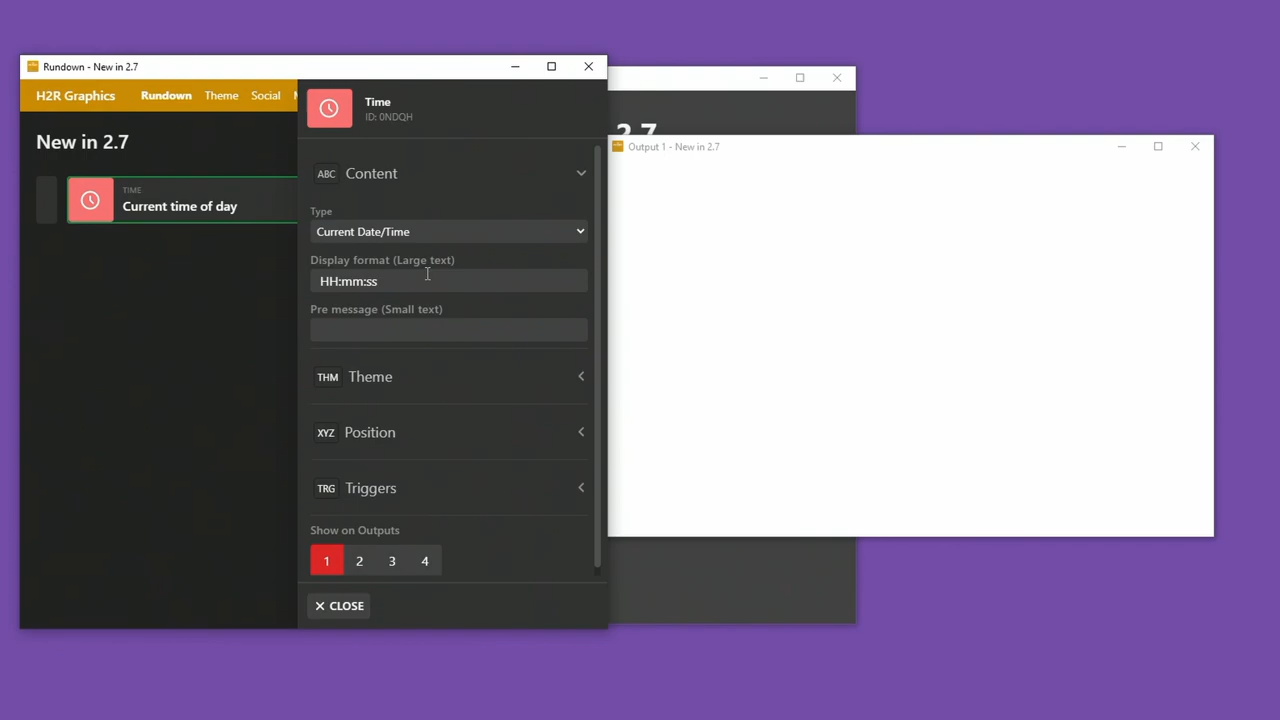 Rundown - New in 2.7
H2R Graphics
Rundown
Theme
Social
New in 2.7
TIME
Current time of day
Time
ID: 0NDQH
ABC Content
Type
Current Date/Time
Display format (Large text)
HH:mm:ss
Pre message (Small text)
THM Theme
XYZ Position
TRG Triggers
Show on Outputs
1 2 3 4
CLOSE
2.7
Output 1 - New in 2.7